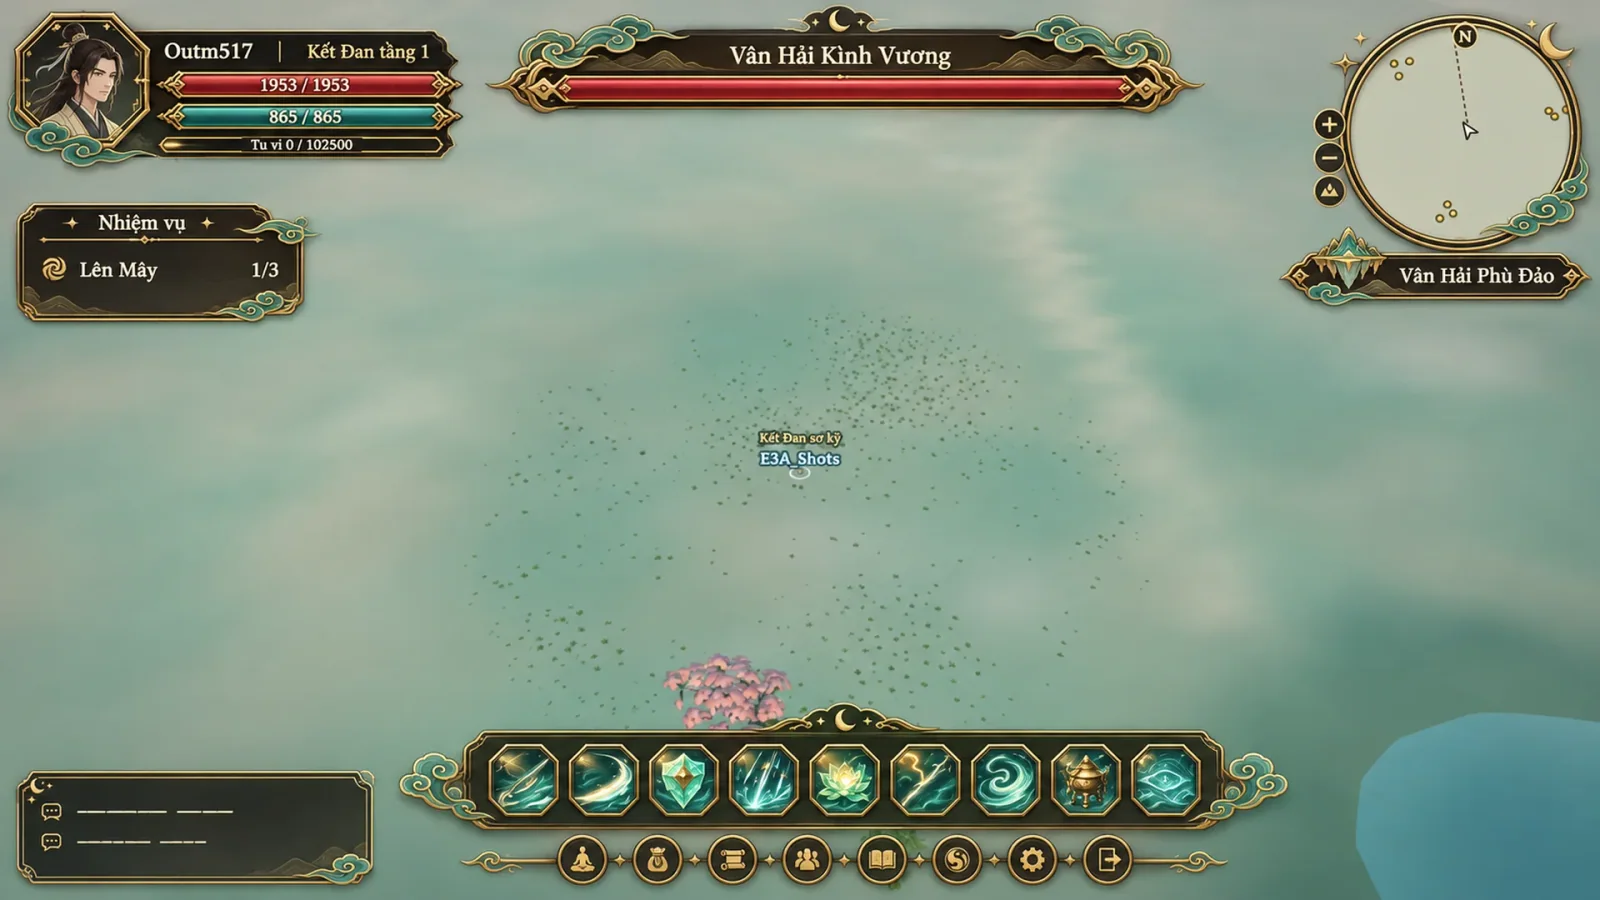 Outm517 | Kết Đan tầng 1
1953 / 1953
865 / 865
Tu vi 0 / 102500
Vân Hải Kình Vương
N
Nhiệm vụ
Lên Mây 1/3
Vân Hải Phù Đảo
Kết Đan sơ kỳ
E3A_Shots